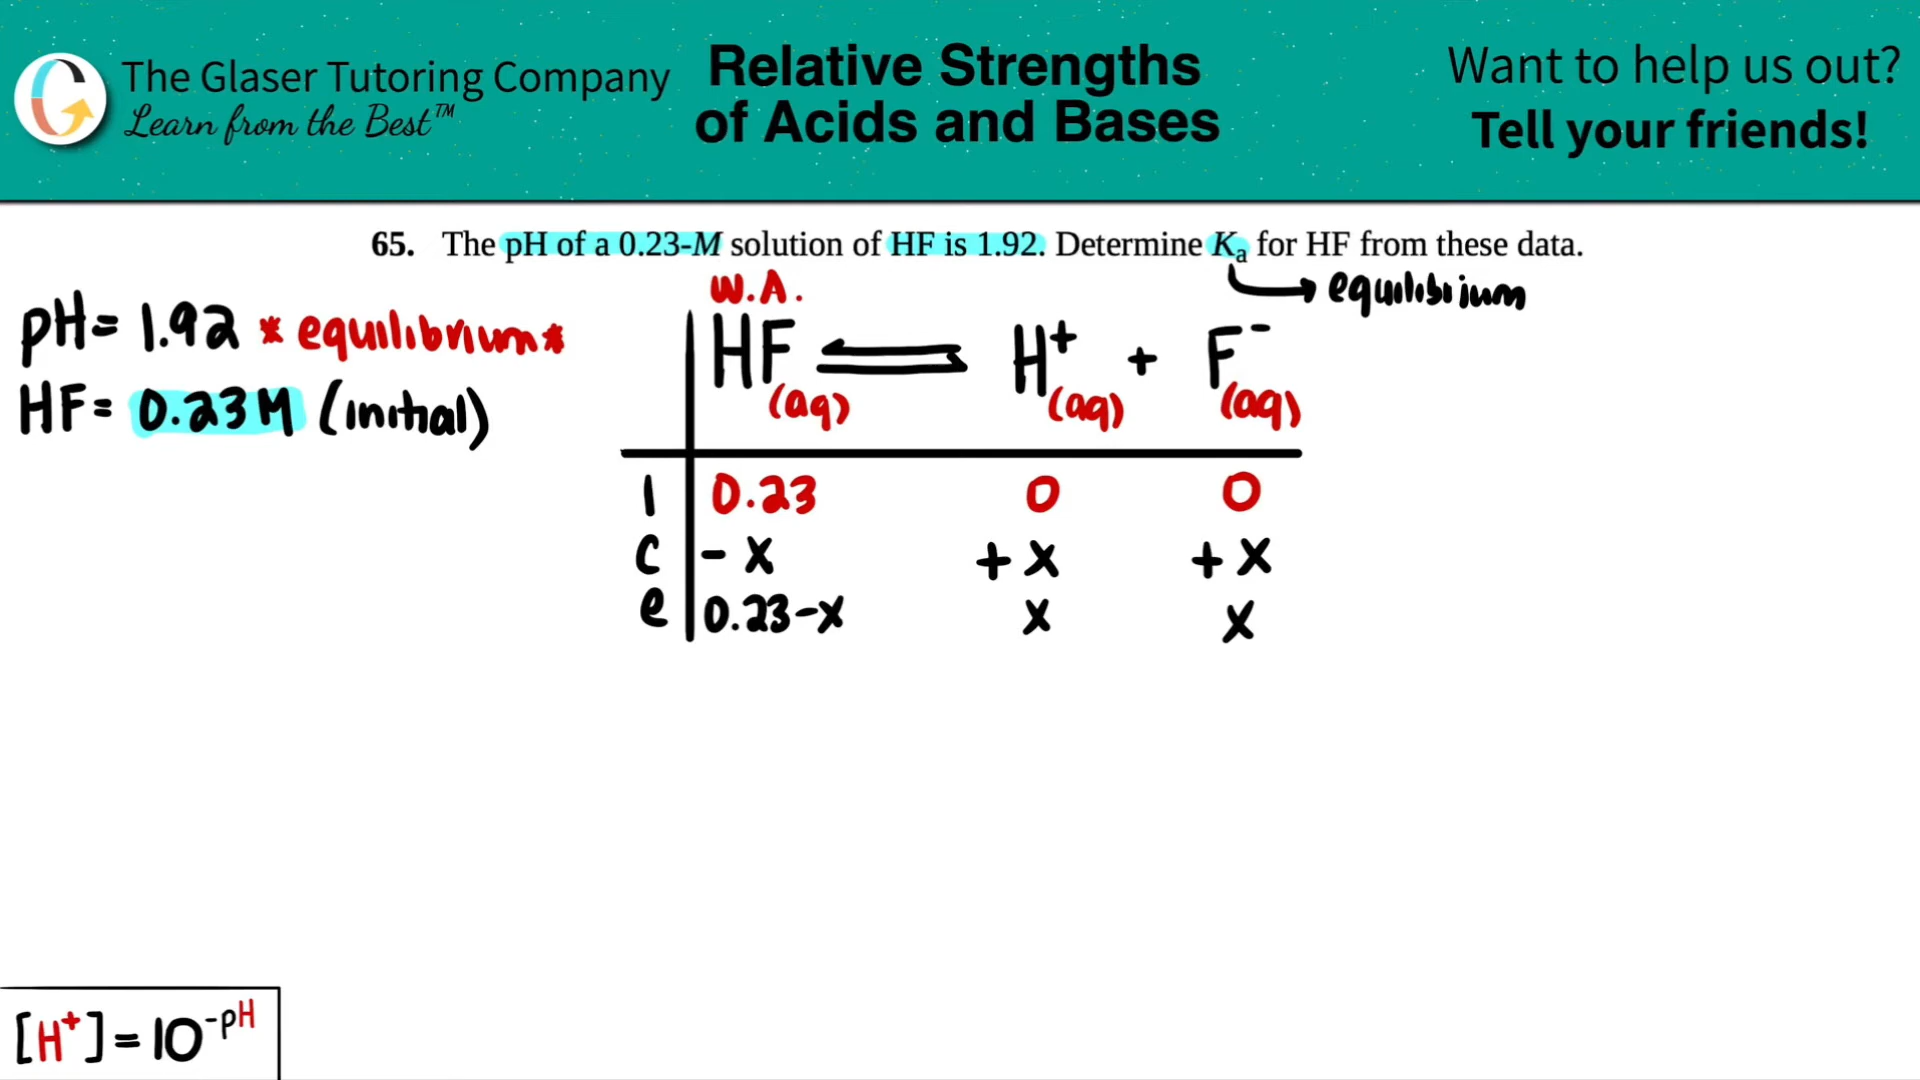 The Glaser Tutoring Company
Learn from the Best™
Relative Strengths
of Acids and Bases
Want to help us out?
Tell your friends!
65. The pH of a 0.23-M solution of HF is 1.92. Determine Kₐ for HF from these data.
equilibrium
pH = 1.92 * equilibrium *
HF = 0.23 M (initial)
W.A.
HF(aq) ⇌ H⁺(aq) + F⁻(aq)
I 0.23 0 0
C - x + x + x
e 0.23-x x x
[H⁺] = 10⁻ᵖᴴ